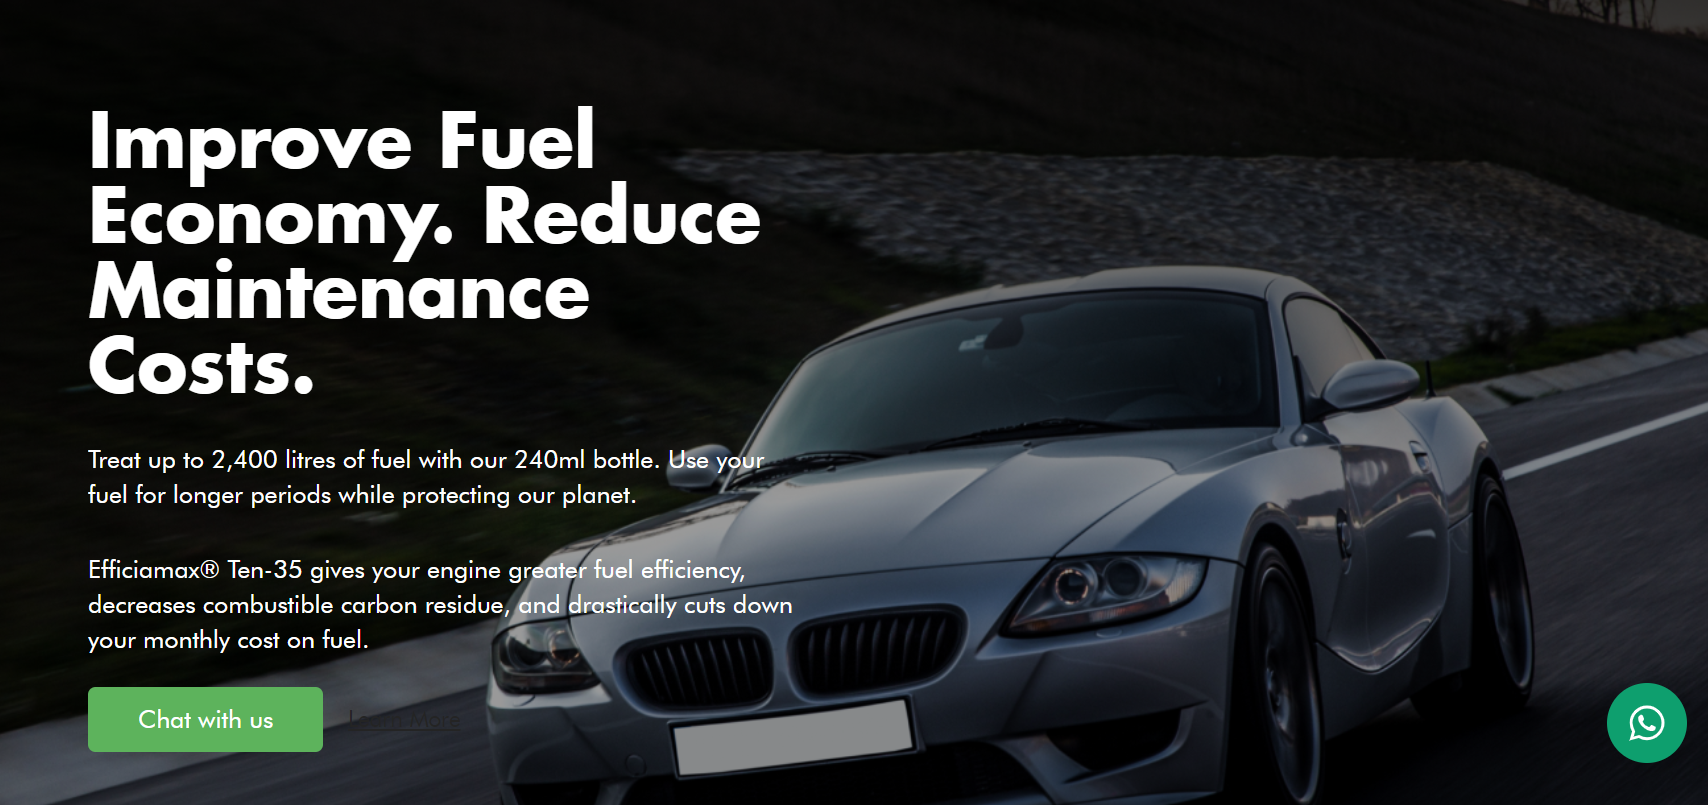 Improve Fuel
Economy. Reduce
Maintenance
Costs.
Treat up to 2,400 litres of fuel with our 240ml bottle. Use your
fuel for longer periods while protecting our planet.
Efficiamax® Ten-35 gives your engine greater fuel efficiency,
decreases combustible carbon residue, and drastically cuts down
your monthly cost on fuel.
Chat with us
Learn More